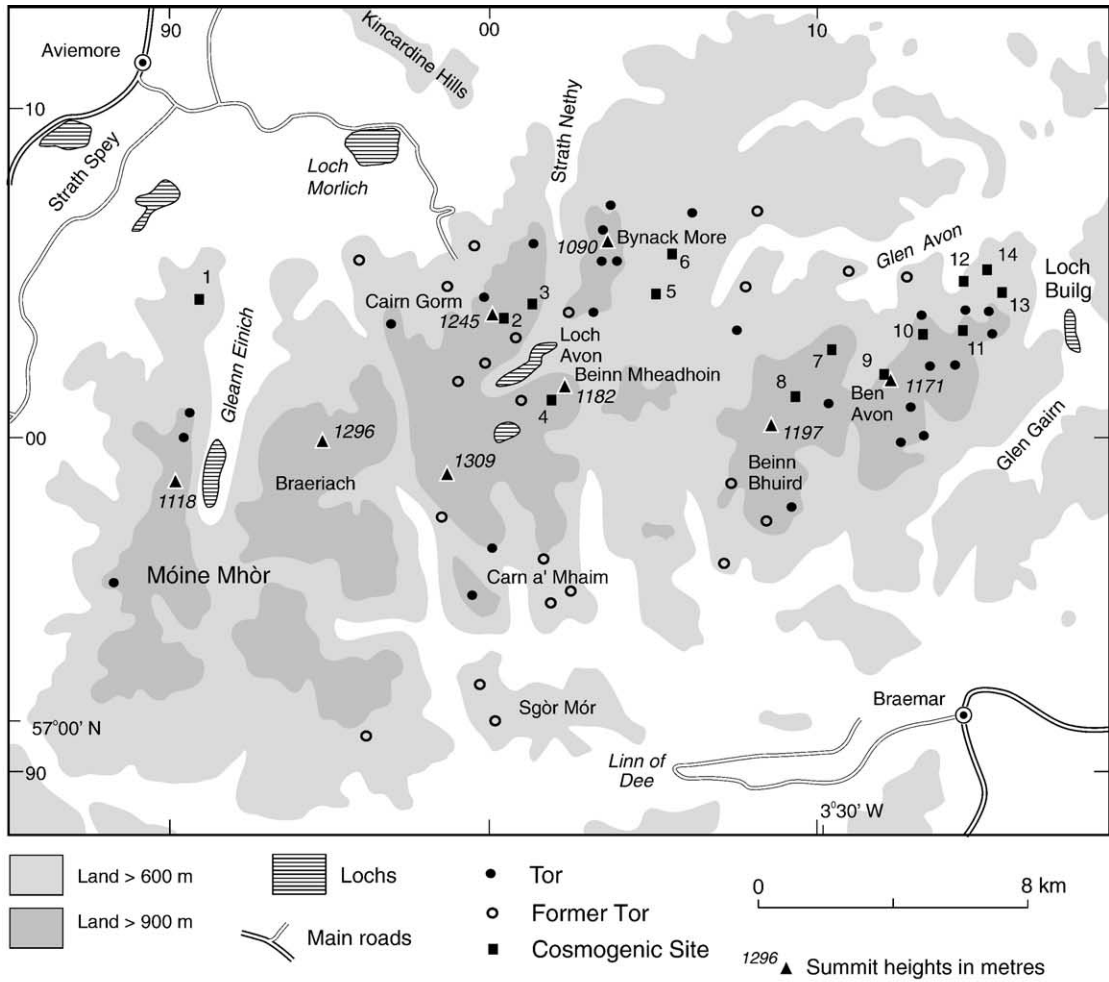 90
00
10
Aviemore
Kincardine Hills
10
Strath Nethy
Strath Spey
Loch
Morlich
1090
Bynack More
Glen Avon
6
12
14
Loch
Builg
1
Cairn Gorm
3
5
13
1245
2
Loch
Avon
10
11
Gleann Einich
7
Beinn Mheadhoin
9
1182
8
1171
4
Ben
Avon
00
1296
1197
Glen Gairn
1309
Beinn
Bhuird
Braeriach
1118
Móine Mhòr
Carn a' Mhaim
Sgòr Mór
Braemar
57°00' N
Linn of
Dee
90
3°30' W
Land > 600 m
Lochs
Tor
0
8 km
Land > 900 m
Main roads
Former Tor
Cosmogenic Site
1296
Summit heights in metres